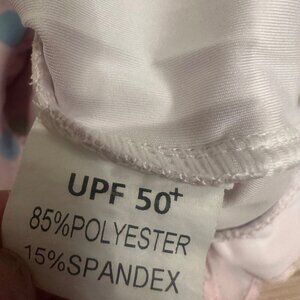 UPF 50+
85%POLYESTER
15%SPANDEX